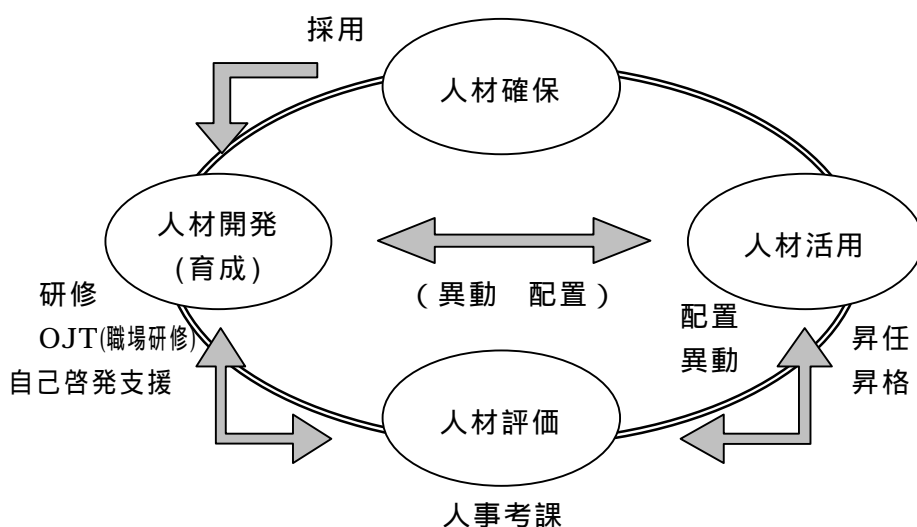 採用
人材確保
人材開発
(育成)
人材活用
(異動　配置)
研修
OJT(職場研修)
自己啓発支援
配置
異動
昇任
昇格
人材評価
人事考課